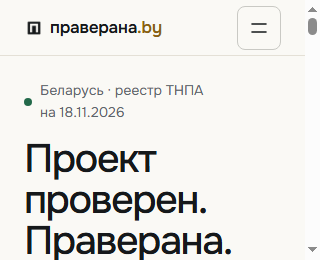 праверана.by
Беларусь · реестр ТНПА
на 18.11.2026
Проект
проверен.
Праверана.